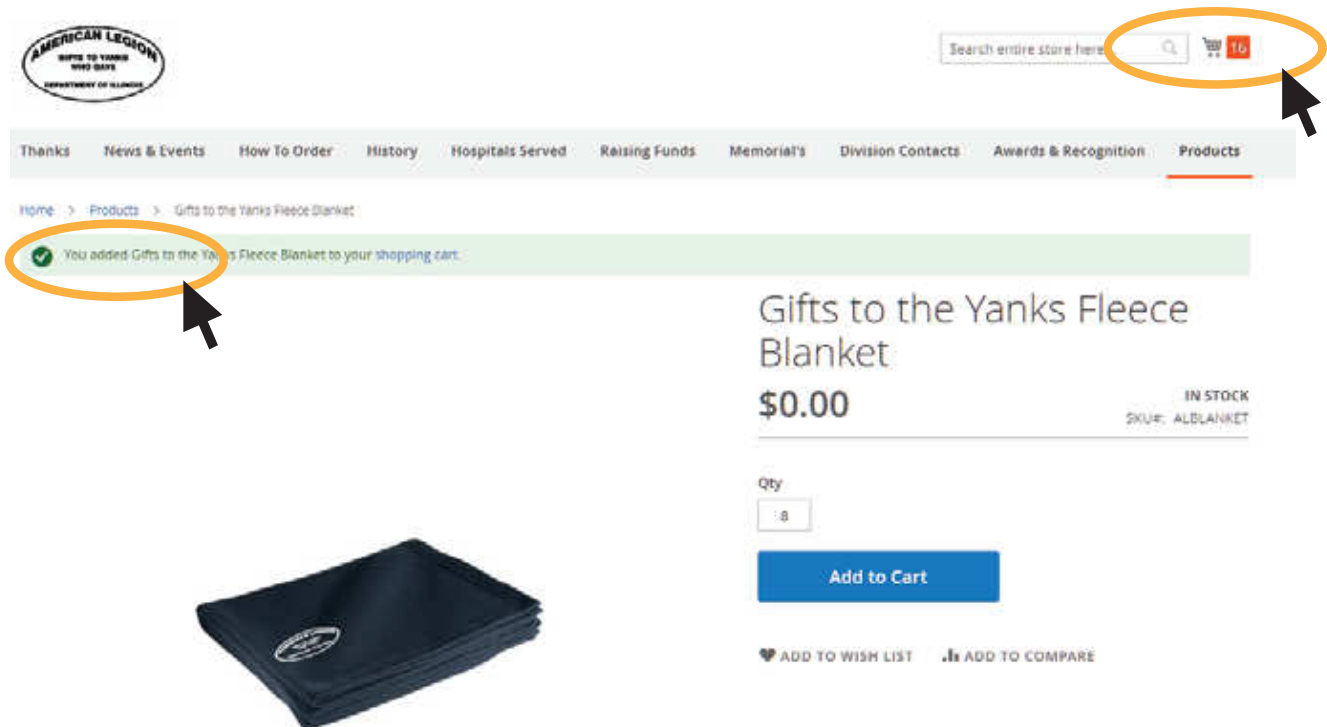 AMERICAN LEGION
GIFTS TO YANKS
WHO GAVE
DEPARTMENT OF ILLINOIS
Search entire store here
16
Thanks News & Events How To Order History Hospitals Served Raising Funds Memorial's Division Contacts Awards & Recognition Products
Home > Products > Gifts to the Yanks Fleece Blanket
You added Gifts to the Yanks Fleece Blanket to your shopping cart.
Gifts to the Yanks Fleece
Blanket
$0.00
IN STOCK
SKU#: ALBLANKET
Qty
8
Add to Cart
ADD TO WISH LIST ADD TO COMPARE